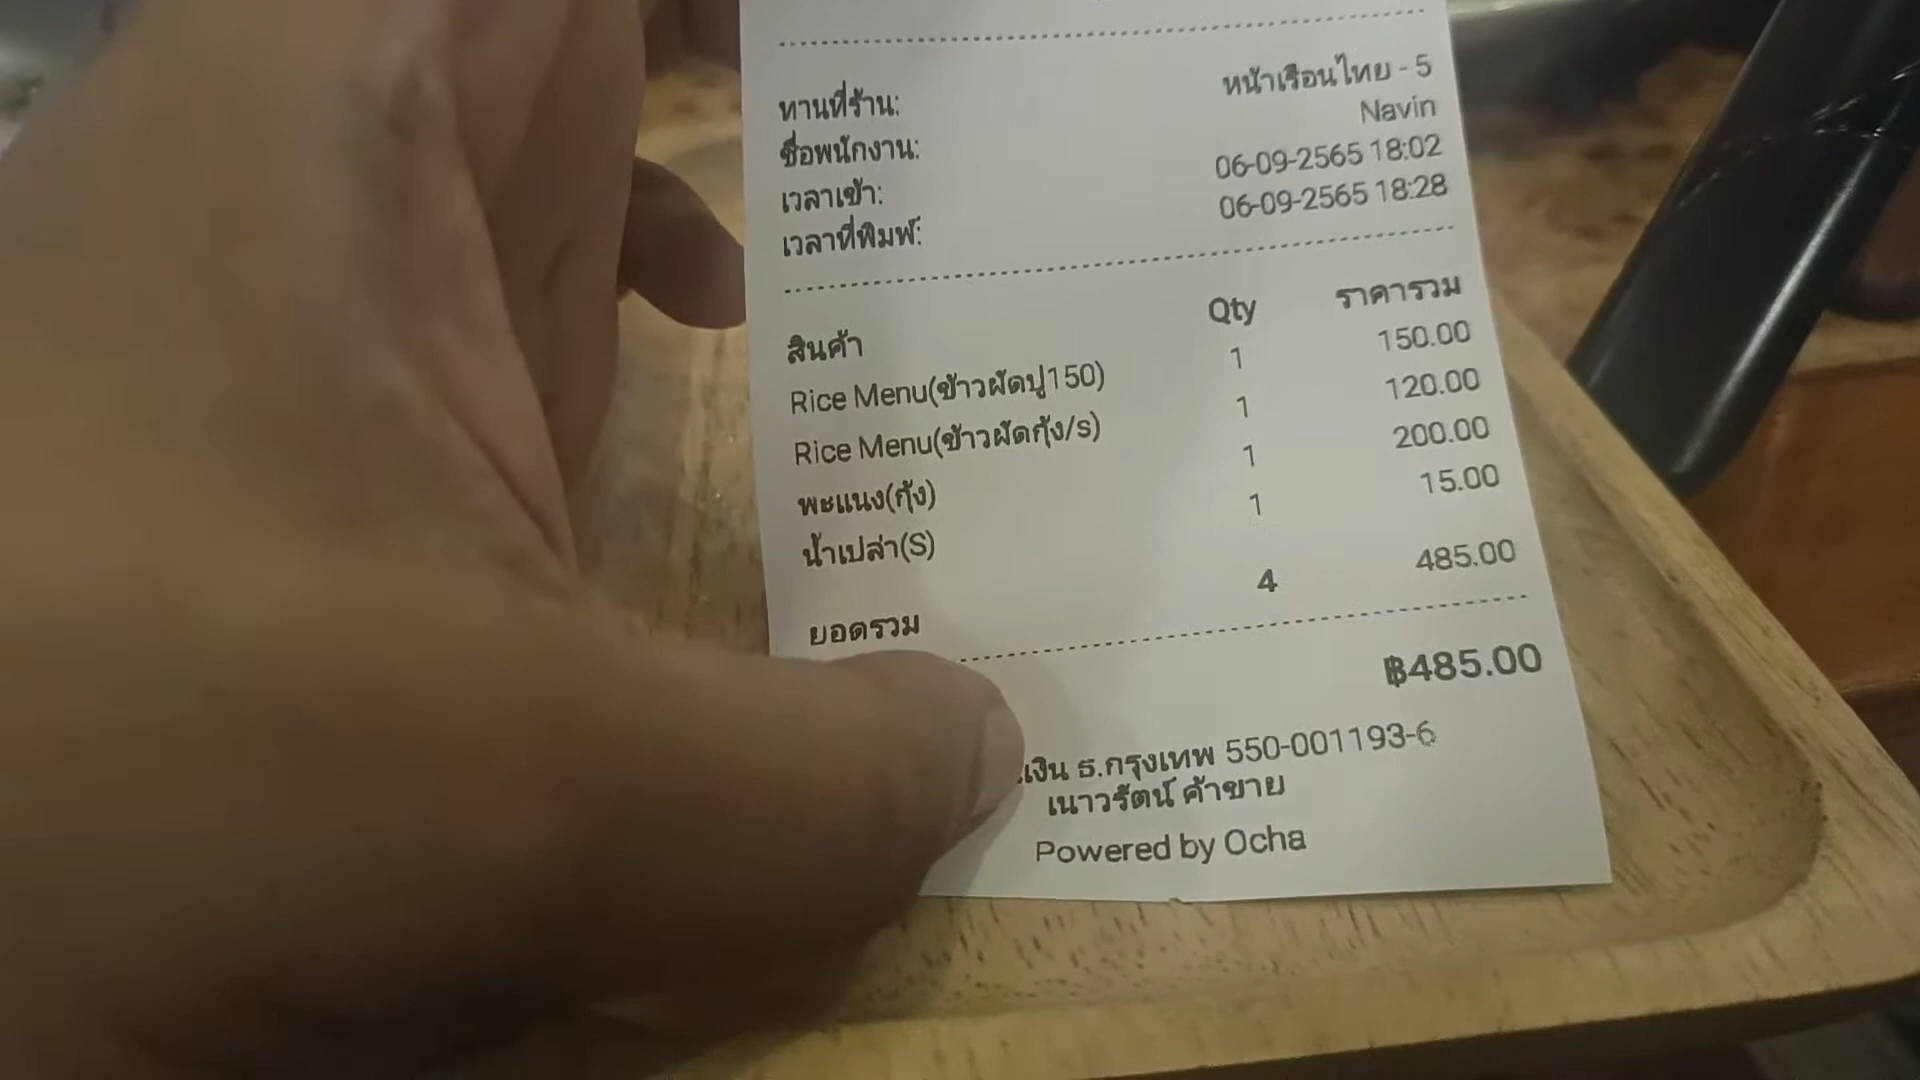 ทานที่ร้าน: หน้าเรือนไทย - 5
ชื่อพนักงาน: Navin
เวลาเข้า: 06-09-2565 18:02
เวลาที่พิมพ์: 06-09-2565 18:28
สินค้า Qty ราคารวม
Rice Menu(ข้าวผัดปู150) 1 150.00
Rice Menu(ข้าวผัดกุ้ง/s) 1 120.00
พะแนง(กุ้ง) 1 200.00
น้ำเปล่า(S) 1 15.00
ยอดรวม 4 485.00
฿485.00
เงิน ธ.กรุงเทพ 550-001193-6
เนาวรัตน์ ค้าขาย
Powered by Ocha